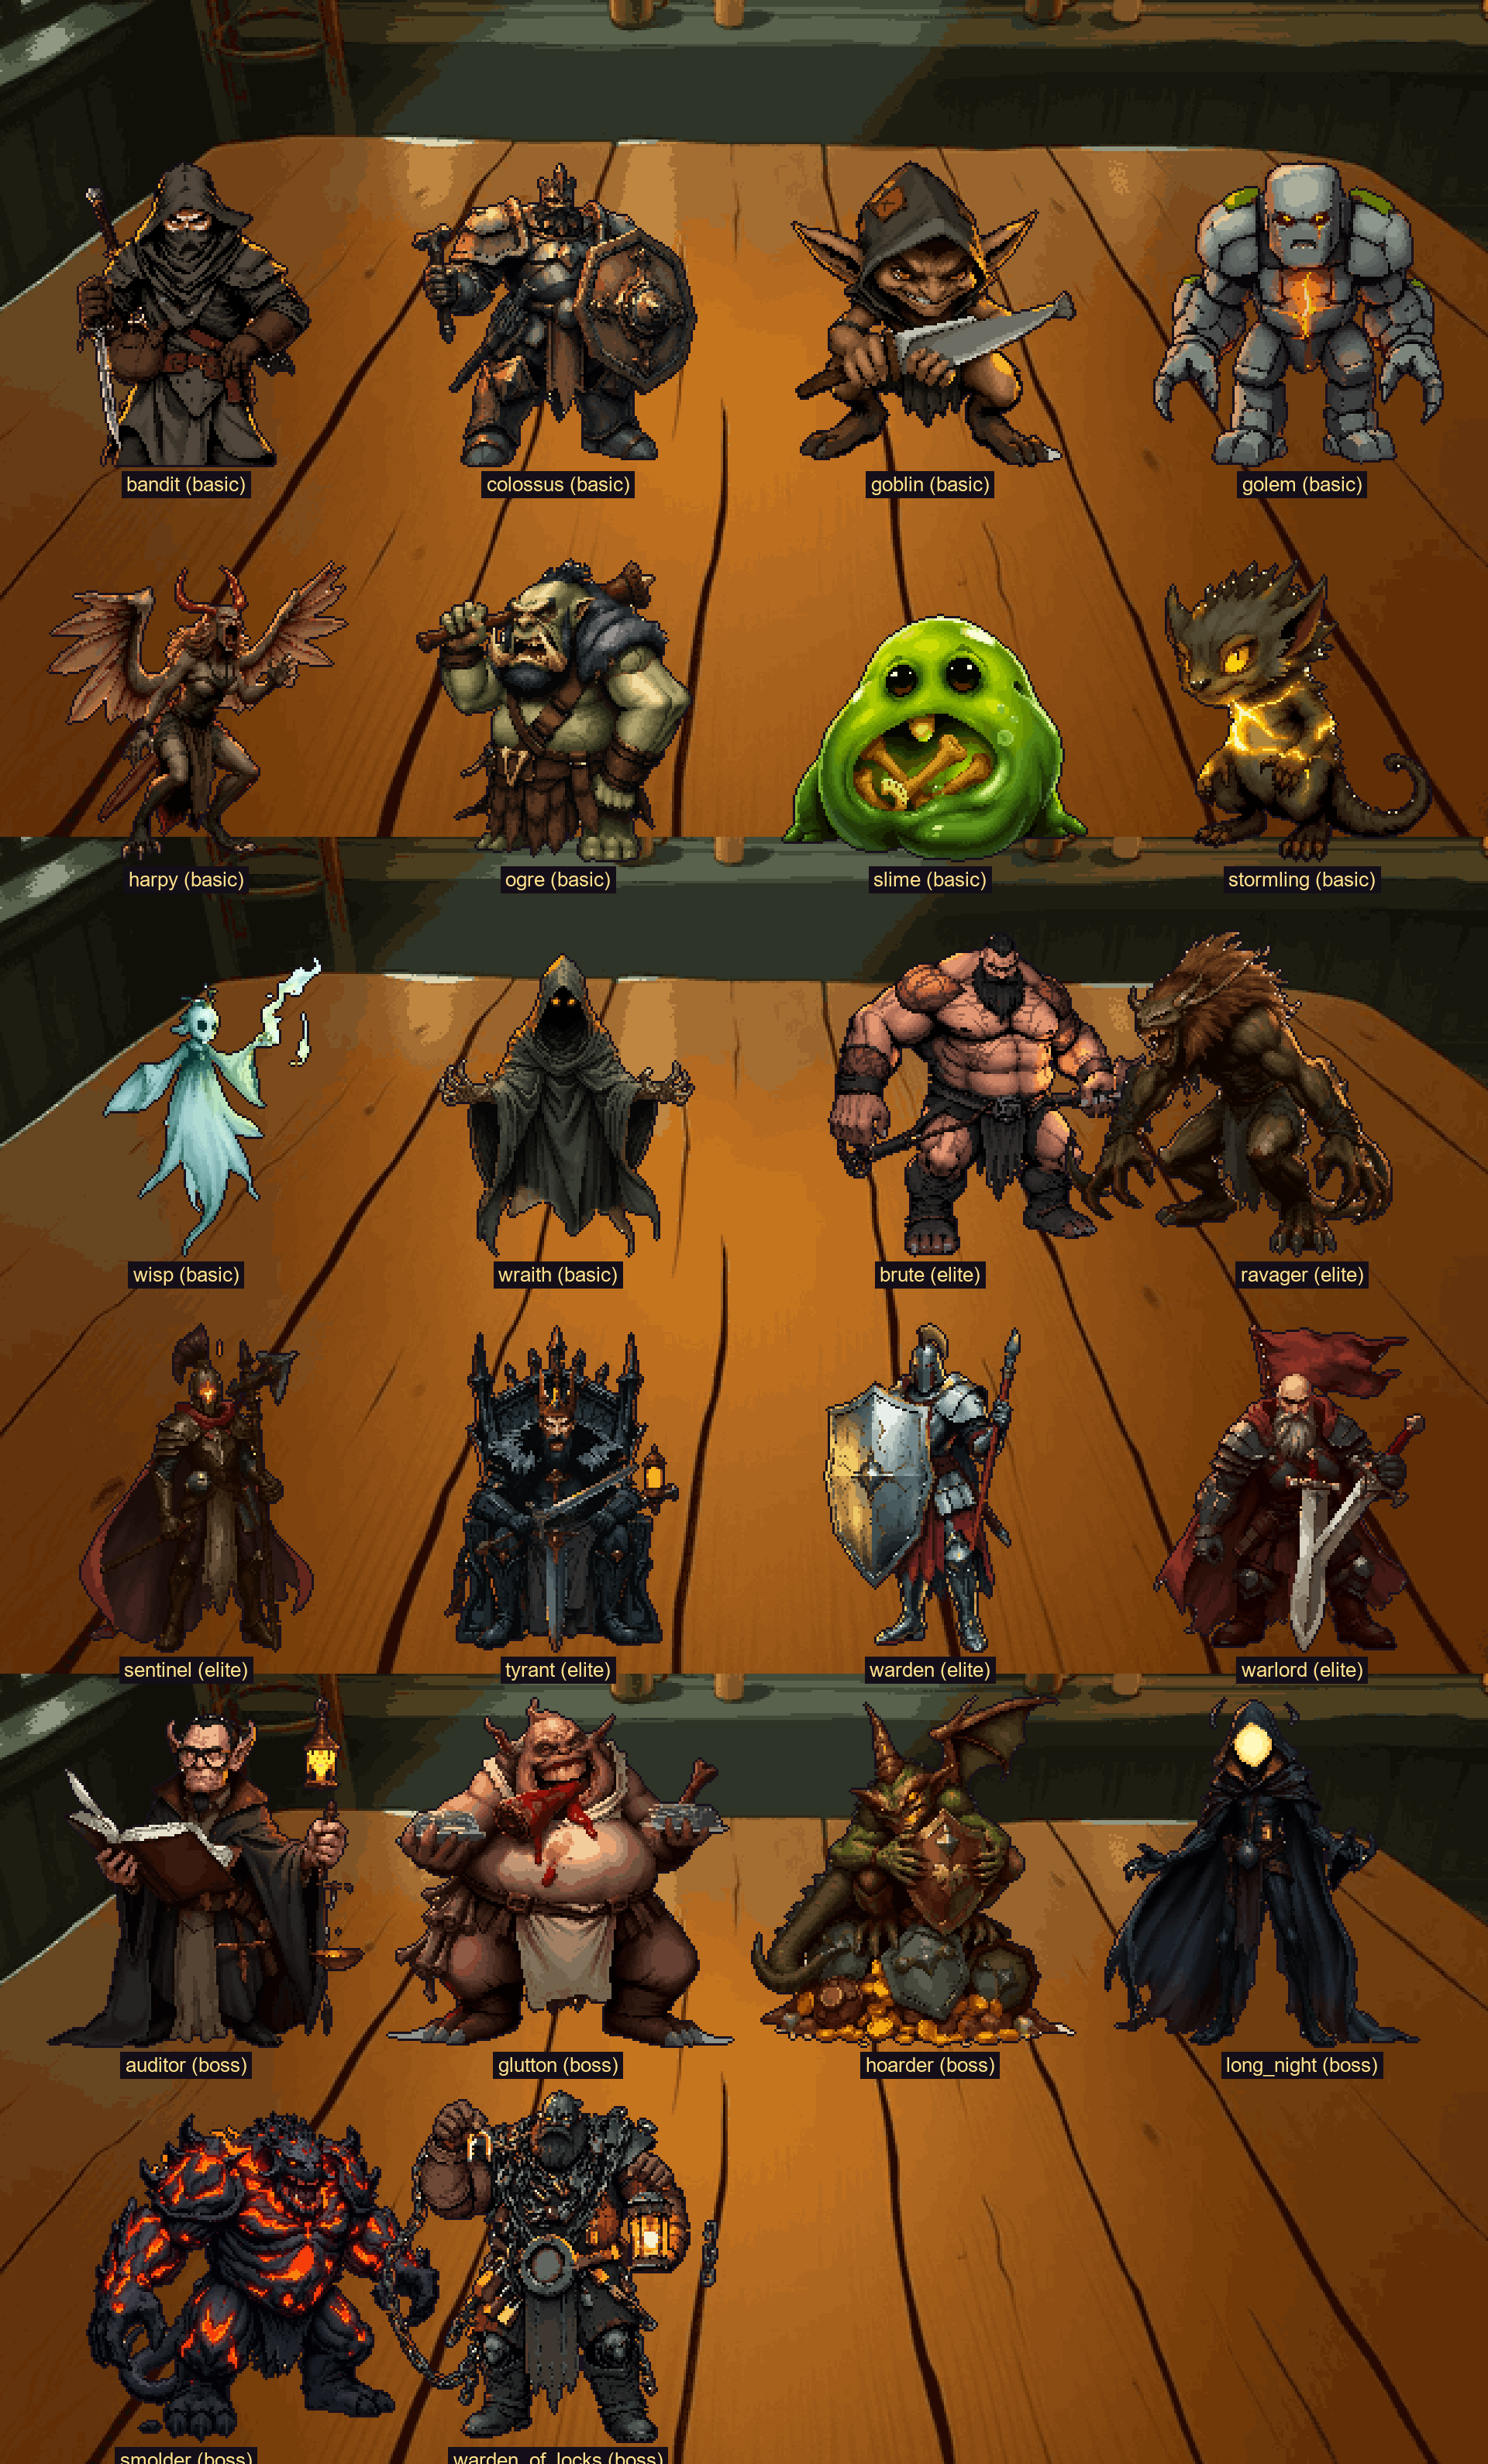 bandit (basic)
colossus (basic)
goblin (basic)
golem (basic)
harpy (basic)
ogre (basic)
slime (basic)
stormling (basic)
wisp (basic)
wraith (basic)
brute (elite)
ravager (elite)
sentinel (elite)
tyrant (elite)
warden (elite)
warlord (elite)
auditor (boss)
glutton (boss)
hoarder (boss)
long_night (boss)
smolder (boss)
warden_of_locks (boss)